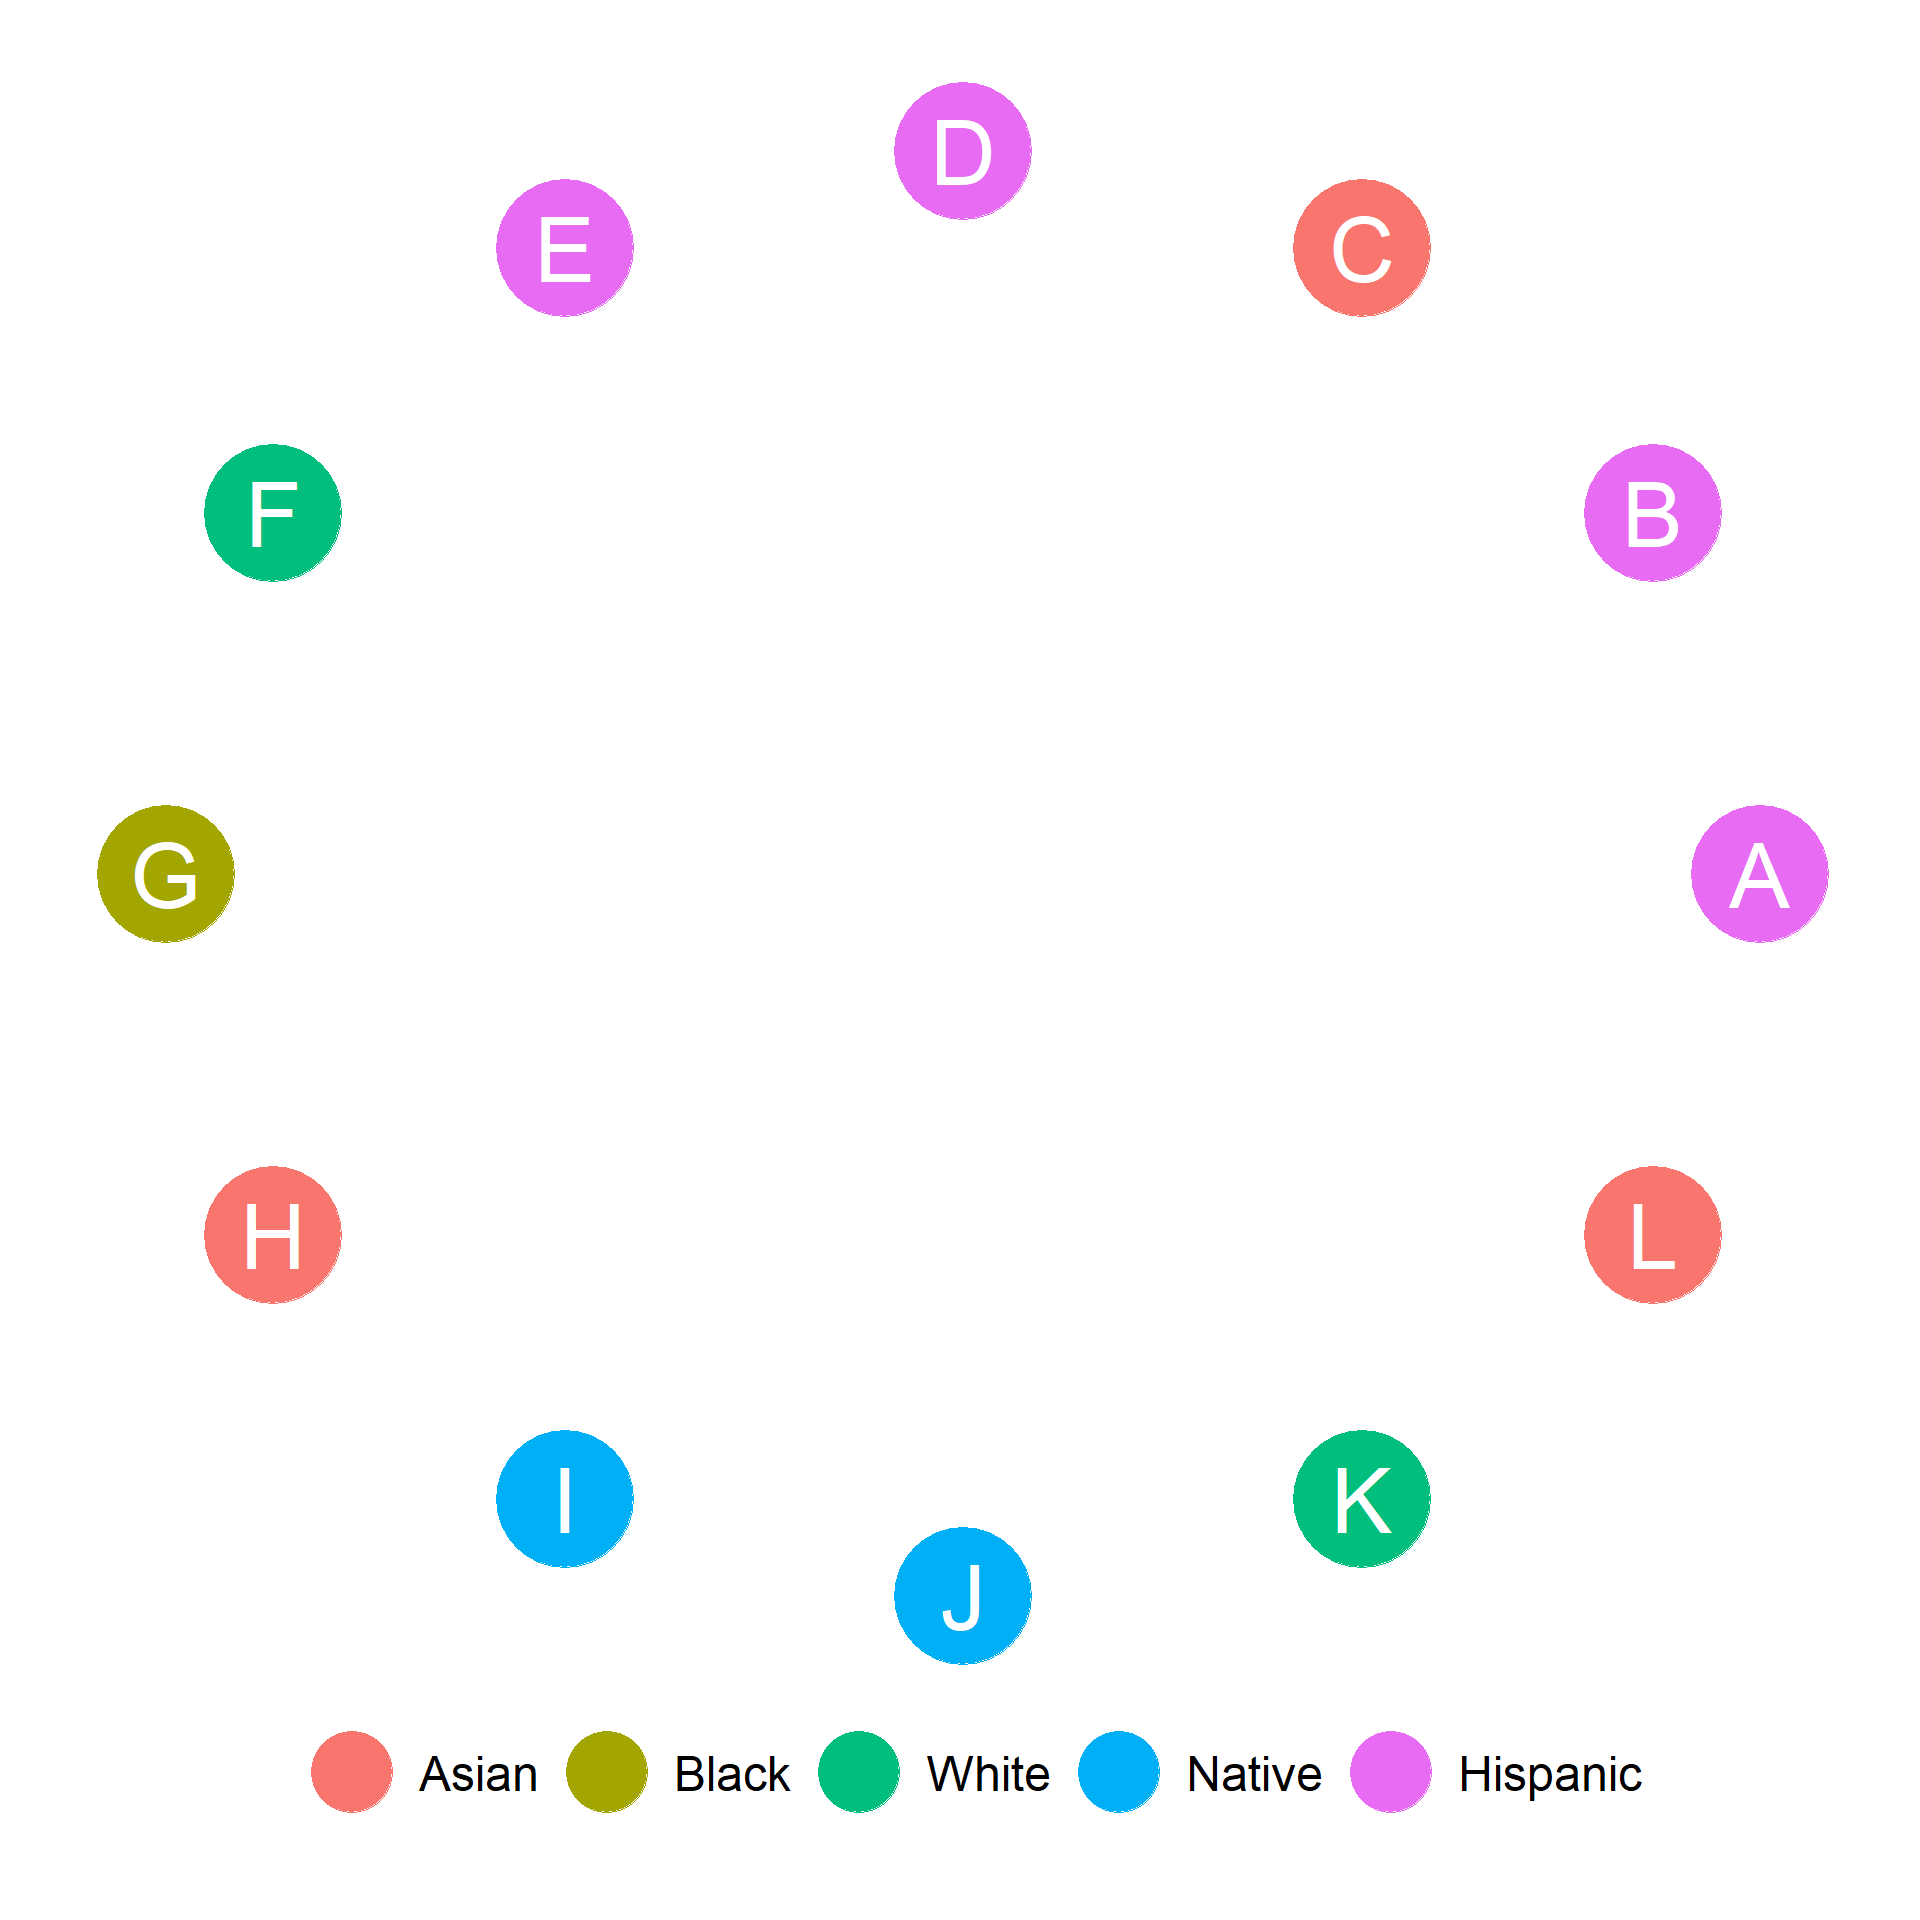 D
E C
F B
G A
H L
I K
J
Asian Black White Native Hispanic